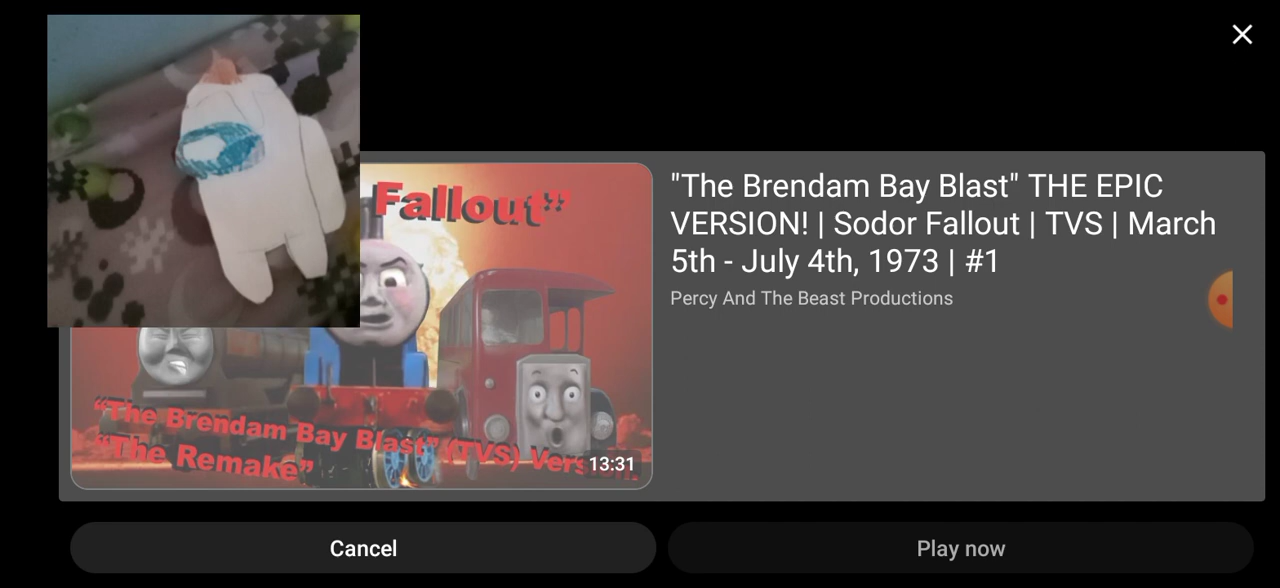 Fallout”
“The Brendam Bay Blast” (TVS) Vers
“The Remake”
13:31
"The Brendam Bay Blast" THE EPIC
VERSION! | Sodor Fallout | TVS | March
5th - July 4th, 1973 | #1
Percy And The Beast Productions
Cancel
Play now